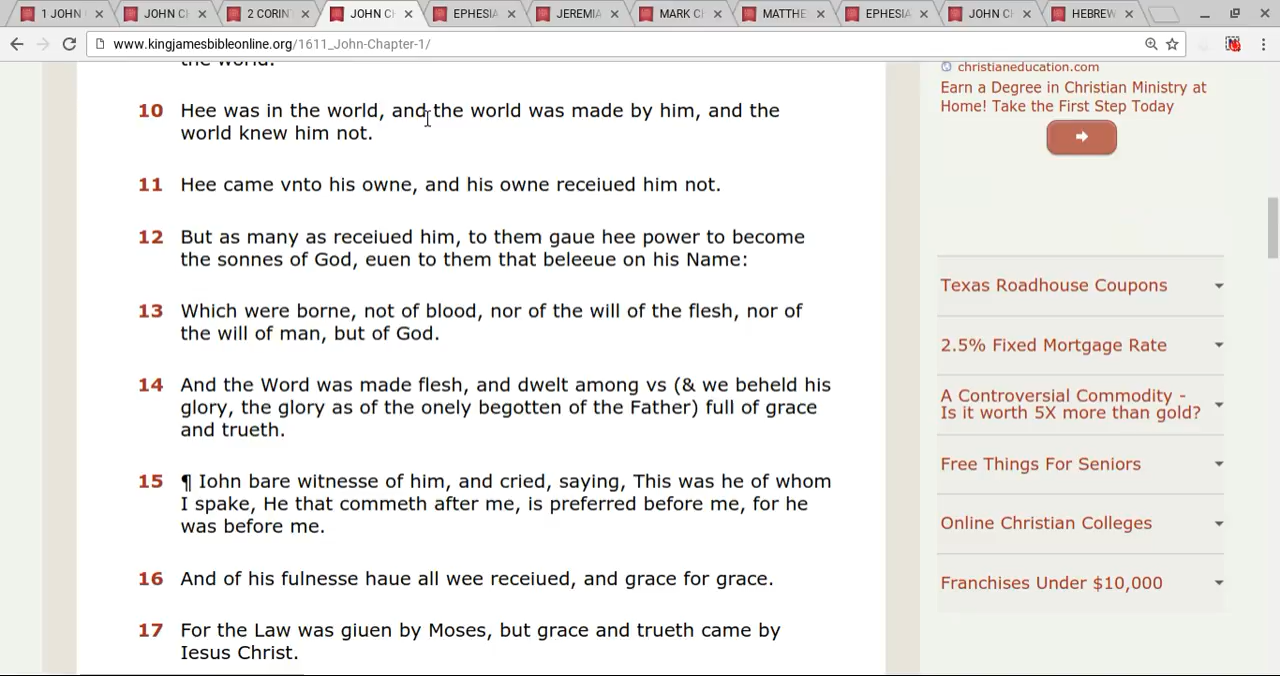 1 JOHN
JOHN C
2 CORIN
JOHN C
EPHESIA
JEREMIA
MARK C
MATTHE
EPHESIA
JOHN C
HEBREW
www.kingjamesbibleonline.org/1611_John-Chapter-1/
the world.
10 Hee was in the world, and the world was made by him, and the
world knew him not.
11 Hee came vnto his owne, and his owne receiued him not.
12 But as many as receiued him, to them gaue hee power to become
the sonnes of God, euen to them that beleeue on his Name:
13 Which were borne, not of blood, nor of the will of the flesh, nor of
the will of man, but of God.
14 And the Word was made flesh, and dwelt among vs (& we beheld his
glory, the glory as of the onely begotten of the Father) full of grace
and trueth.
15 ¶ Iohn bare witnesse of him, and cried, saying, This was he of whom
I spake, He that commeth after me, is preferred before me, for he
was before me.
16 And of his fulnesse haue all wee receiued, and grace for grace.
17 For the Law was giuen by Moses, but grace and trueth came by
Iesus Christ.
christianeducation.com
Earn a Degree in Christian Ministry at
Home! Take the First Step Today
Texas Roadhouse Coupons
2.5% Fixed Mortgage Rate
A Controversial Commodity -
Is it worth 5X more than gold?
Free Things For Seniors
Online Christian Colleges
Franchises Under $10,000